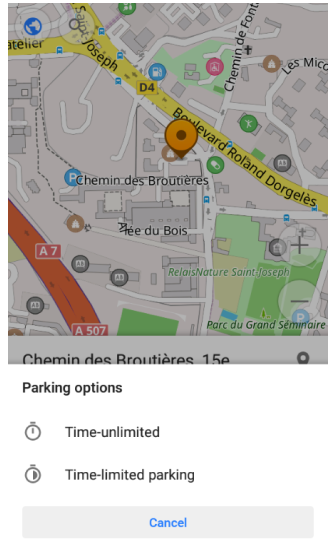 atelier
Saint-Joseph
Chemin de Font
Les Mico
D4
Boulevard Roland Dorgelès
P
Chemin des Broutières
Allée du Bois
A 7
RelaisNature Saint-Joseph
+
−
P
A 507
Parc du Grand Séminaire
Chemin des Broutières, 15e
Parking options
Time-unlimited
Time-limited parking
Cancel